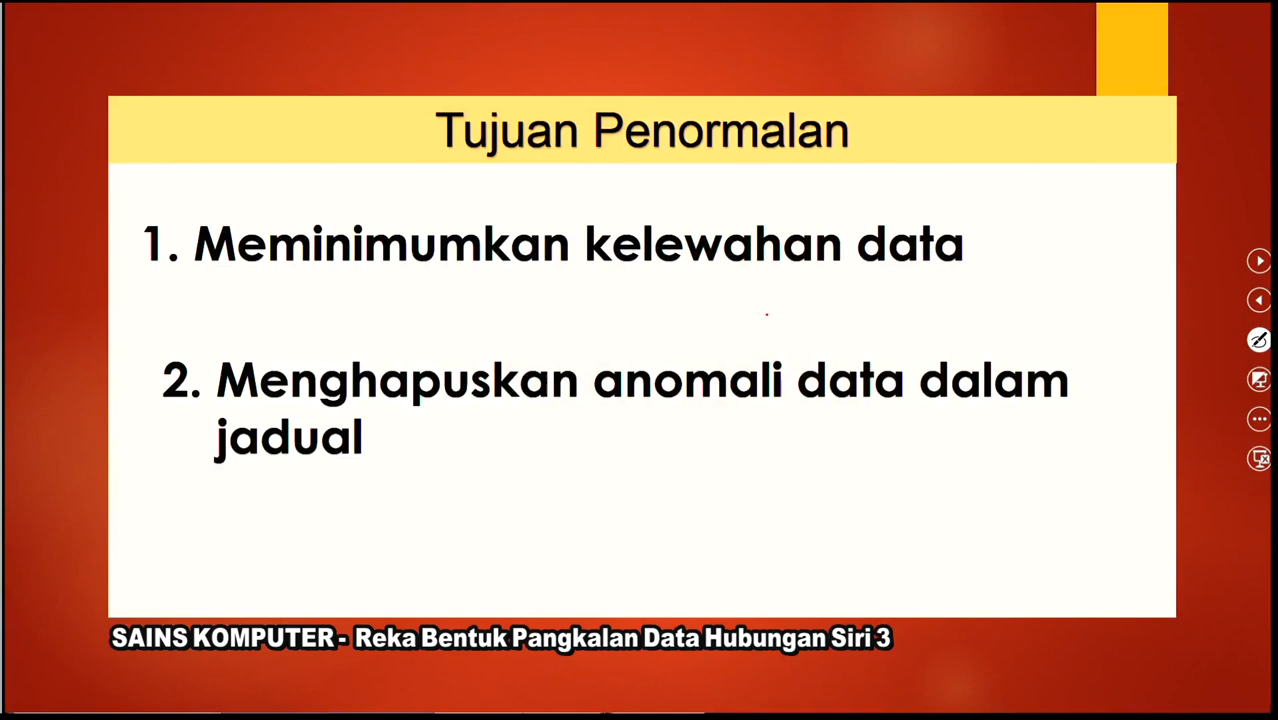 Tujuan Penormalan
1. Meminimumkan kelewahan data
2. Menghapuskan anomali data dalam
jadual
SAINS KOMPUTER - Reka Bentuk Pangkalan Data Hubungan Siri 3